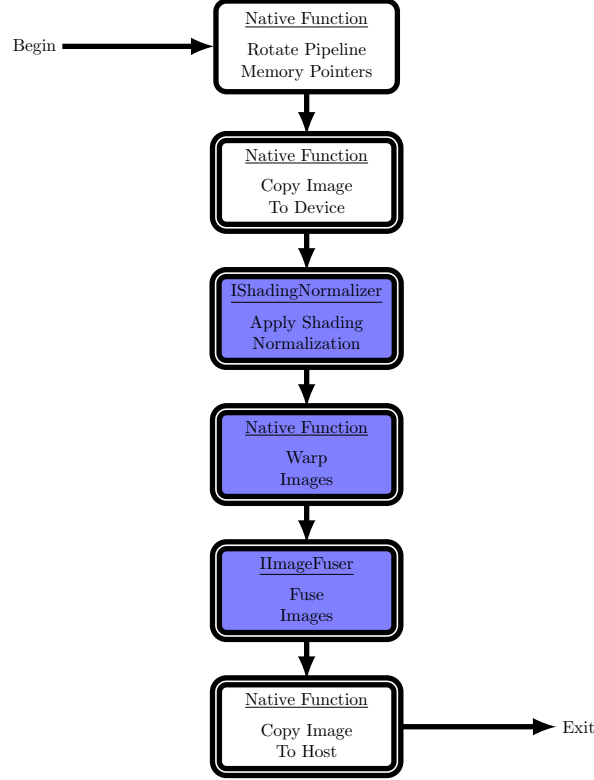 Native Function
Begin
Rotate Pipeline
Memory Pointers
Native Function
Copy Image
To Device
IShadingNormalizer
Apply Shading
Normalization
Native Function
Warp
Images
IImageFuser
Fuse
Images
Native Function
Copy Image
To Host
Exit